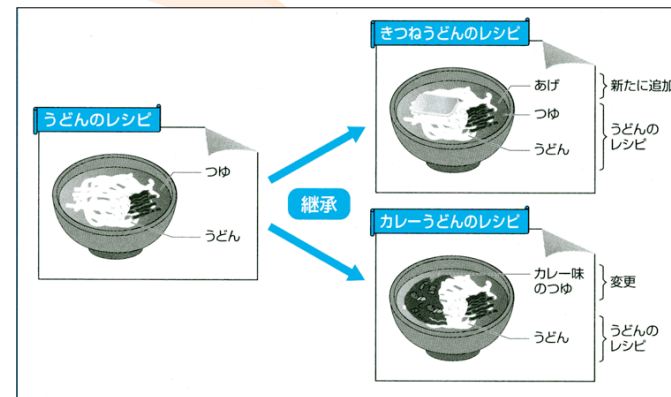 うどんのレシピ
つゆ
うどん
継承
きつねうどんのレシピ
あげ
つゆ
うどん
新たに追加
うどんの
レシピ
カレーうどんのレシピ
カレー味
のつゆ
うどん
変更
うどんの
レシピ